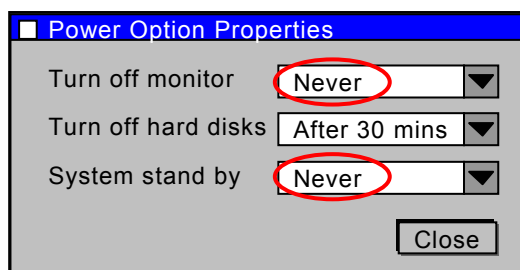 Power Option Properties
Turn off monitor Never
Turn off hard disks After 30 mins
System stand by Never
Close